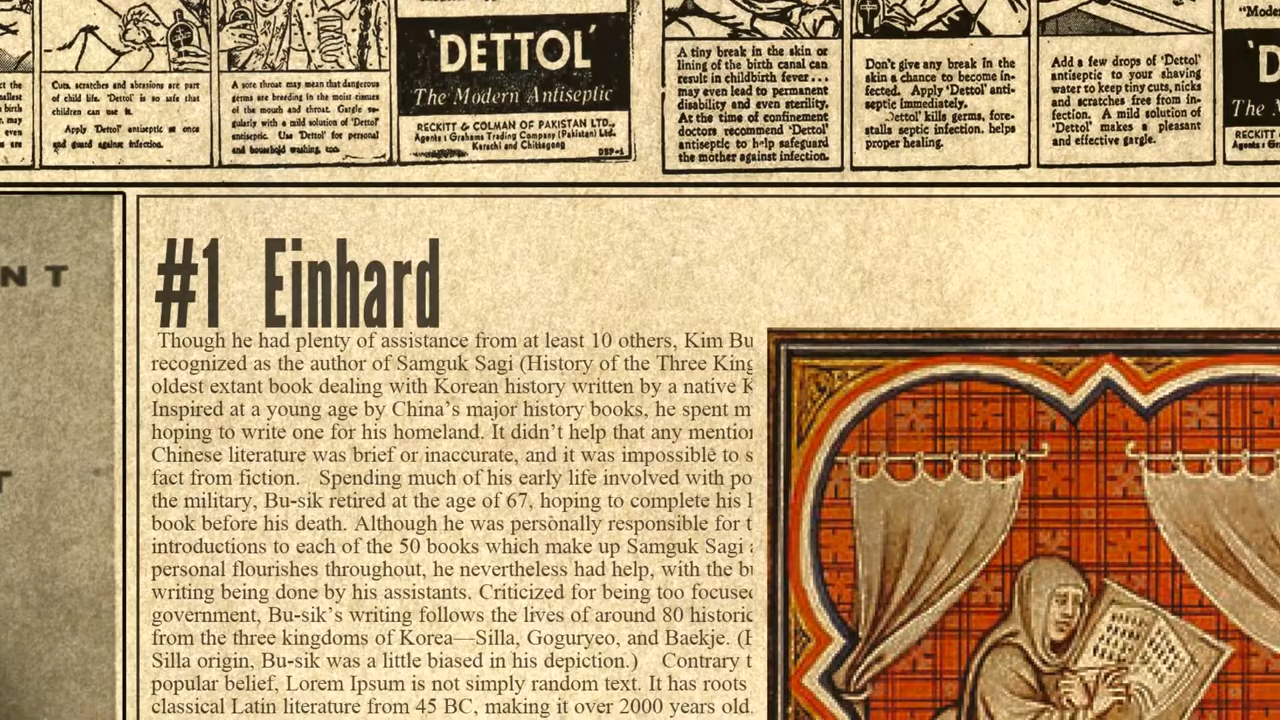 Cuts, scratches and abrasions are part
of child life. 'Dettol' is so safe that
children can use it.
Apply 'Dettol' antiseptic at once
and guard against infection.
A sore throat may mean that dangerous
germs are breeding in the moist tissues
of the mouth and throat. Gargle re-
gularly with a mild solution of 'Dettol'
antiseptic. Use 'Dettol' for personal
and household washing, too.
'DETTOL'
The Modern Antiseptic
RECKITT & COLMAN OF PAKISTAN LTD.,
Agents : Grahams Trading Company (Pakistan) Ltd.
Karachi and Chittagong
A tiny break in the skin or
lining of the birth canal can
result in childbirth fever...
may even lead to permanent
disability and even sterility.
At the time of confinement
doctors recommend 'Dettol'
antiseptic to help safeguard
the mother against infection.
Don't give any break in the
skin a chance to become in-
fected. Apply 'Dettol' anti-
septic immediately.
Dettol' kills germs, fore-
stalls septic infection, helps
proper healing.
Add a few drops of 'Dettol'
antiseptic to your shaving
water to keep tiny cuts, nicks
and scratches free from in-
fection. A mild solution of
'Dettol' makes a pleasant
and effective gargle.
'D
The
RECKITT
NT
T
#1 Einhard
Though he had plenty of assistance from at least 10 others, Kim Bu
recognized as the author of Samguk Sagi (History of the Three King
oldest extant book dealing with Korean history written by a native K
Inspired at a young age by China's major history books, he spent m
hoping to write one for his homeland. It didn't help that any mention
Chinese literature was brief or inaccurate, and it was impossible to s
fact from fiction. Spending much of his early life involved with po
the military, Bu-sik retired at the age of 67, hoping to complete his
book before his death. Although he was personally responsible for t
introductions to each of the 50 books which make up Samguk Sagi
personal flourishes throughout, he nevertheless had help, with the bu
writing being done by his assistants. Criticized for being too focused
government, Bu-sik's writing follows the lives of around 80 historic
from the three kingdoms of Korea—Silla, Goguryeo, and Baekje. (
Silla origin, Bu-sik was a little biased in his depiction.) Contrary t
popular belief, Lorem Ipsum is not simply random text. It has roots
classical Latin literature from 45 BC, making it over 2000 years old.